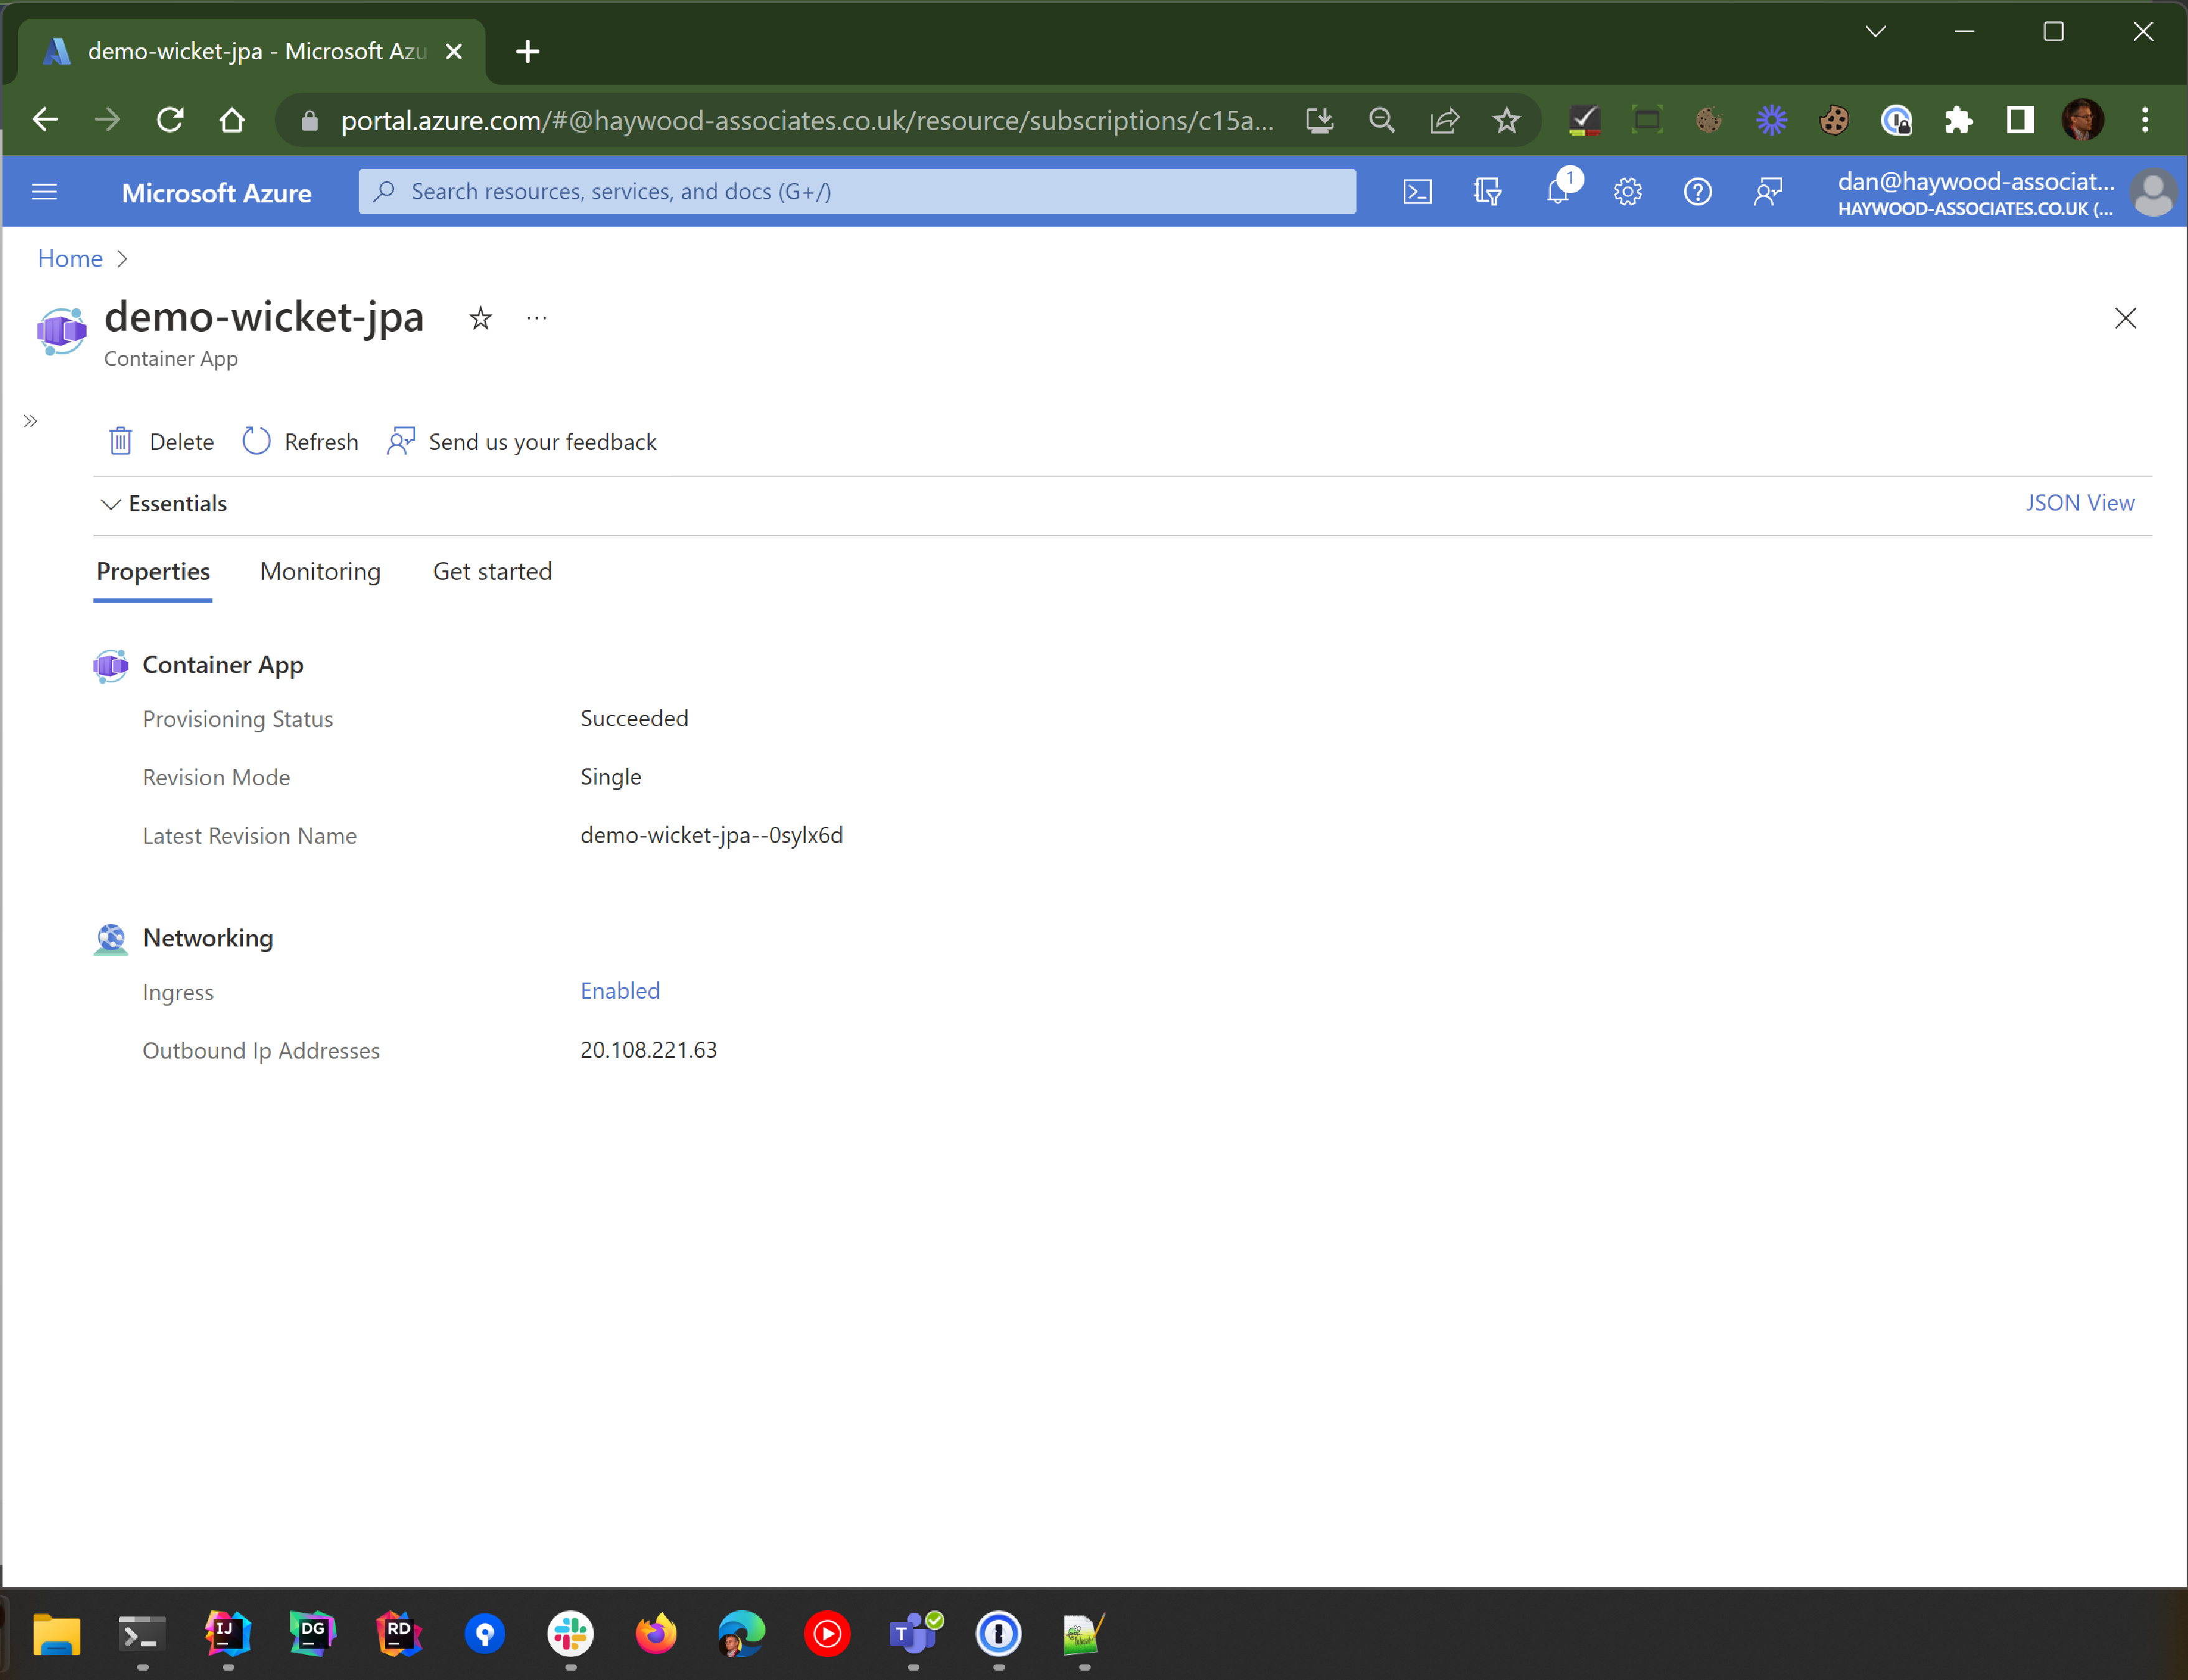 demo-wicket-jpa - Microsoft Azu
portal.azure.com/#@haywood-associates.co.uk/resource/subscriptions/c15a...
Microsoft Azure
Search resources, services, and docs (G+/)
1
dan@haywood-associat...
HAYWOOD-ASSOCIATES.CO.UK (...
Home
demo-wicket-jpa
Container App
Delete
Refresh
Send us your feedback
Essentials
JSON View
Properties
Monitoring
Get started
Container App
Provisioning Status
Succeeded
Revision Mode
Single
Latest Revision Name
demo-wicket-jpa--0sylx6d
Networking
Ingress
Enabled
Outbound Ip Addresses
20.108.221.63
IJ
DG
RD
T